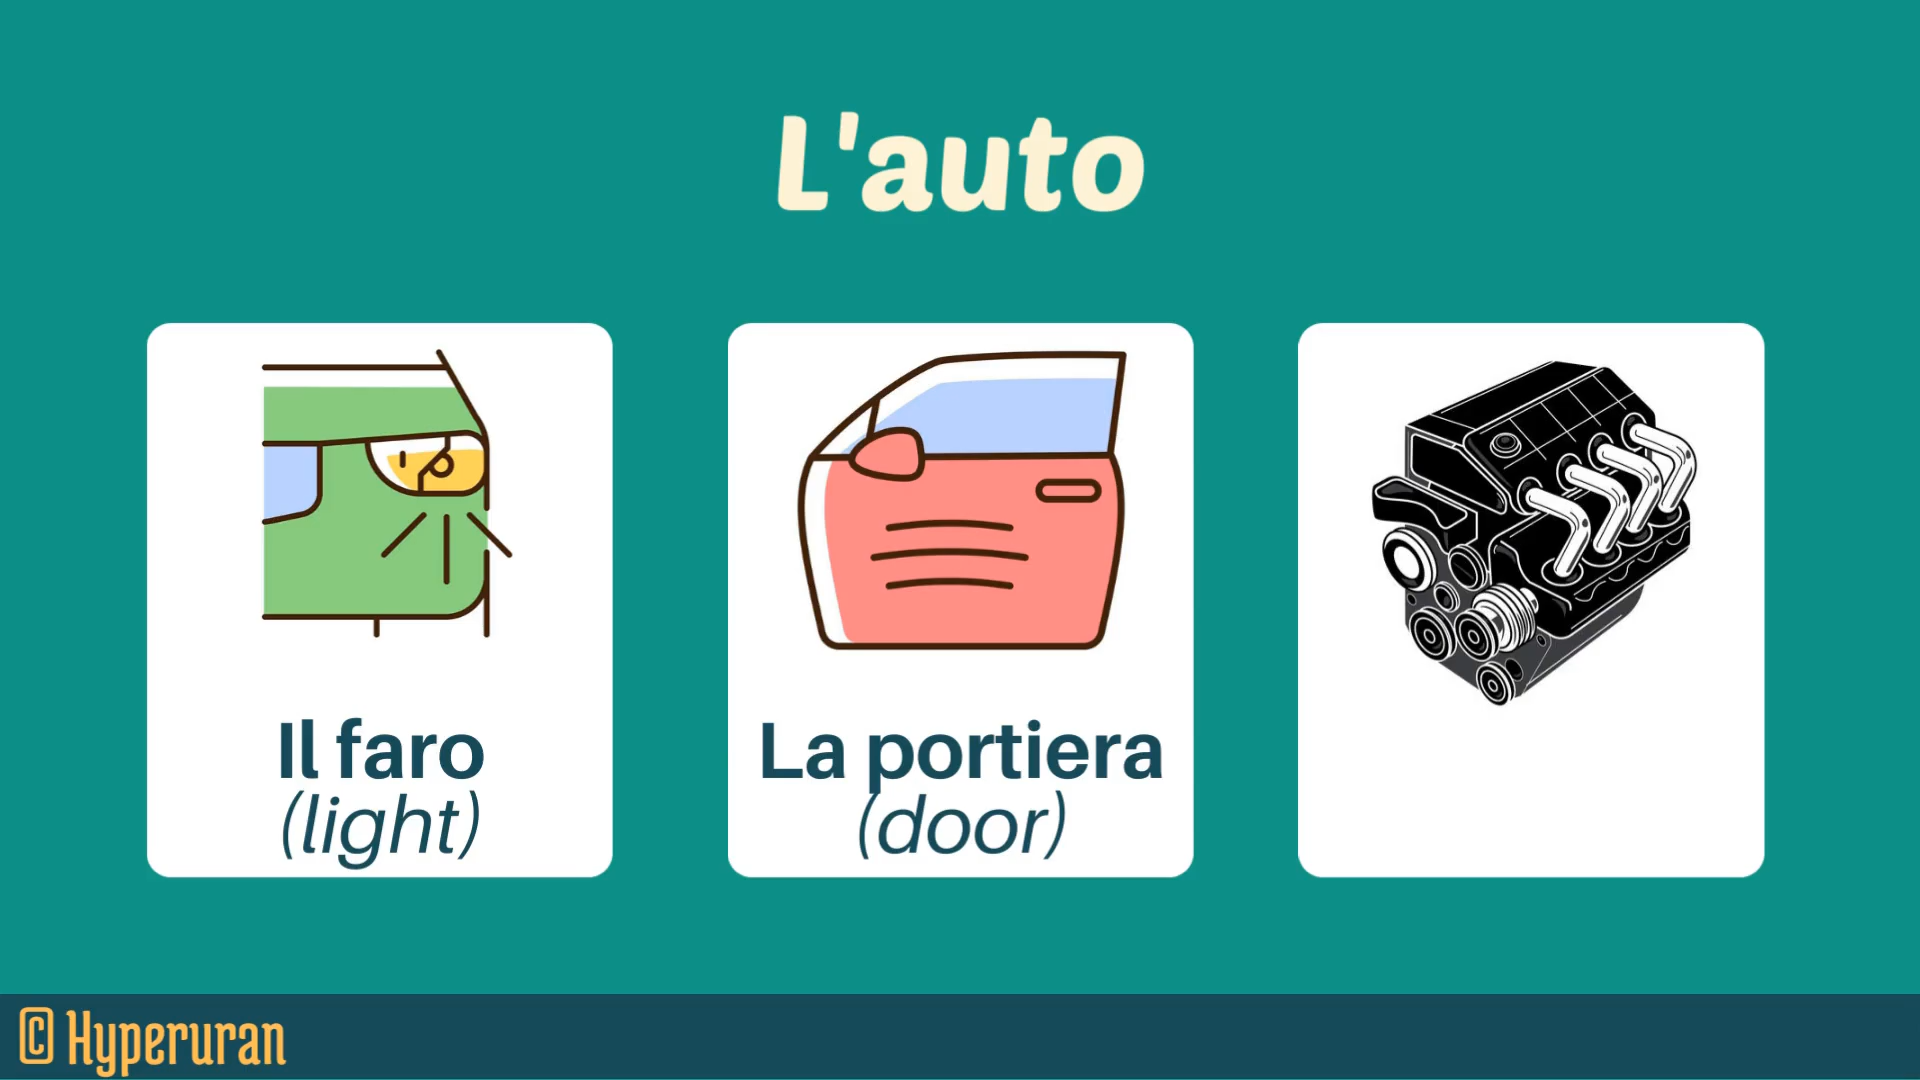 L'auto
Il faro
(light)
La portiera
(door)
© Hyperuran